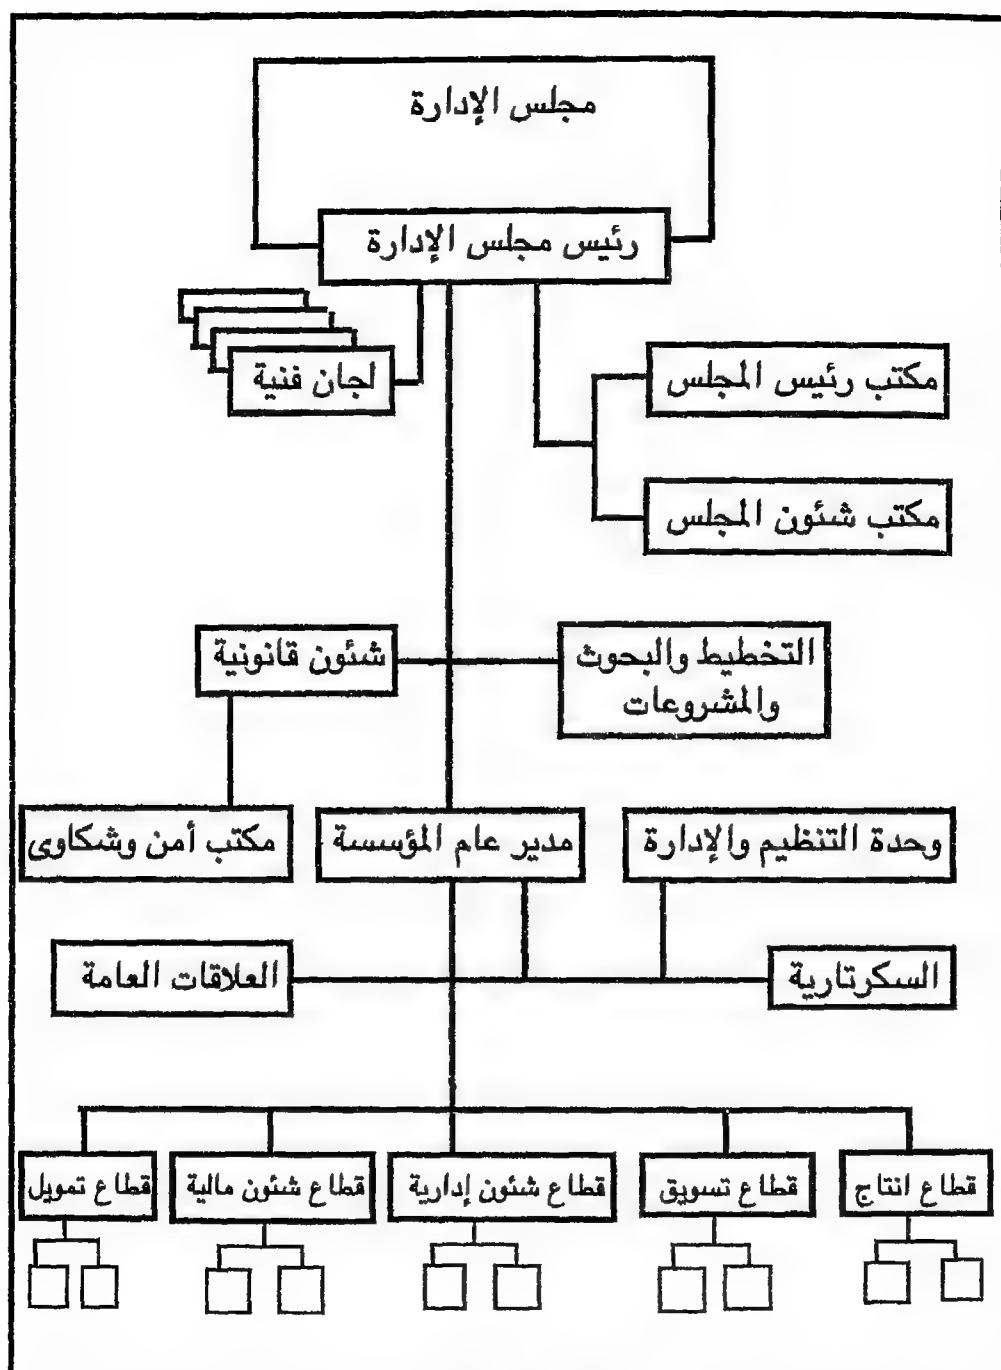 مجلس الإدارة
رئيس مجلس الإدارة
لجان فنية
مكتب رئيس المجلس
مكتب شئون المجلس
التخطيط والبحوث
والمشروعات
شئون قانونية
وحدة التنظيم والإدارة
مدير عام المؤسسة
مكتب أمن وشكاوى
السكرتارية
العلاقات العامة
قطاع انتاج
قطاع تسويق
قطاع شئون إدارية
قطاع شئون مالية
قطاع تمويل